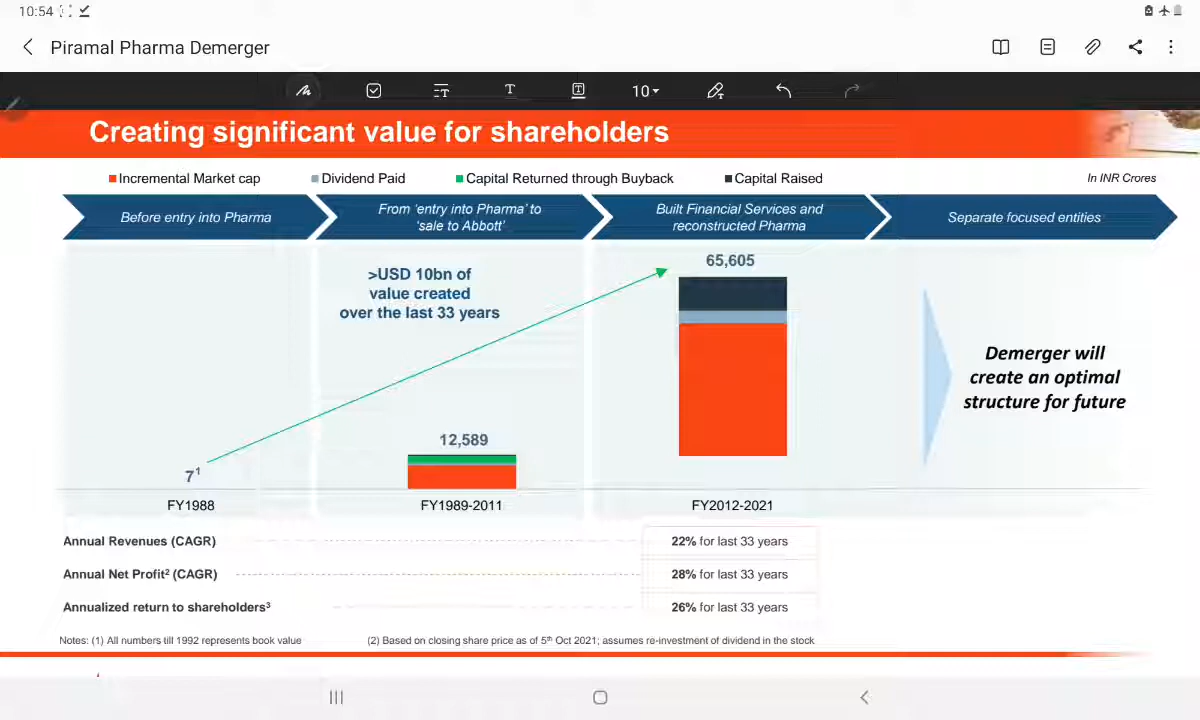 10:54
Piramal Pharma Demerger
10
Creating significant value for shareholders
Incremental Market cap
Dividend Paid
Capital Returned through Buyback
Capital Raised
In INR Crores
Before entry into Pharma
From ‘entry into Pharma’ to
‘sale to Abbott’
Built Financial Services and
reconstructed Pharma
Separate focused entities
>USD 10bn of
value created
over the last 33 years
65,605
12,589
7¹
Demerger will
create an optimal
structure for future
FY1988
FY1989-2011
FY2012-2021
Annual Revenues (CAGR)
22% for last 33 years
Annual Net Profit² (CAGR)
28% for last 33 years
Annualized return to shareholders³
26% for last 33 years
Notes: (1) All numbers till 1992 represents book value
(2) Based on closing share price as of 5th Oct 2021; assumes re-investment of dividend in the stock